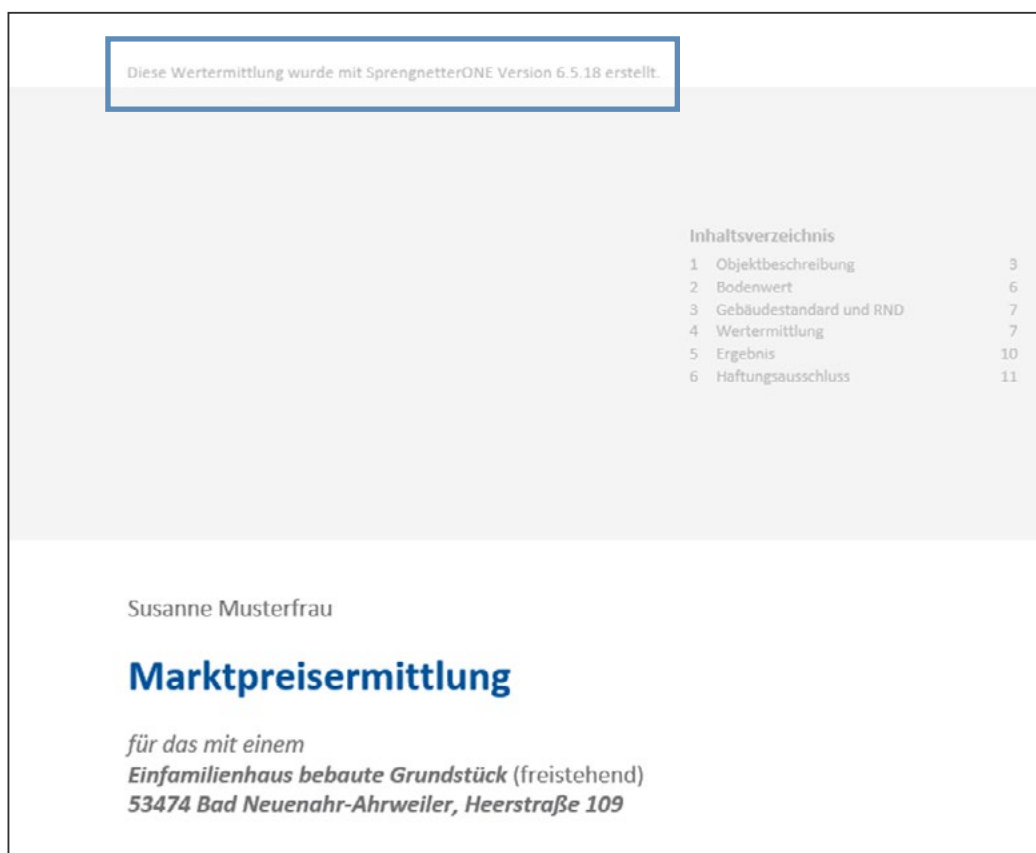 Diese Wertermittlung wurde mit SprengnetterONE Version 6.5.18 erstellt.
Inhaltsverzeichnis
1 Objektbeschreibung 3
2 Bodenwert 6
3 Gebäudestandard und RND 7
4 Wertermittlung 7
5 Ergebnis 10
6 Haftungsausschluss 11
Susanne Musterfrau
Marktpreisermittlung
für das mit einem
Einfamilienhaus bebaute Grundstück (freistehend)
53474 Bad Neuenahr-Ahrweiler, Heerstraße 109